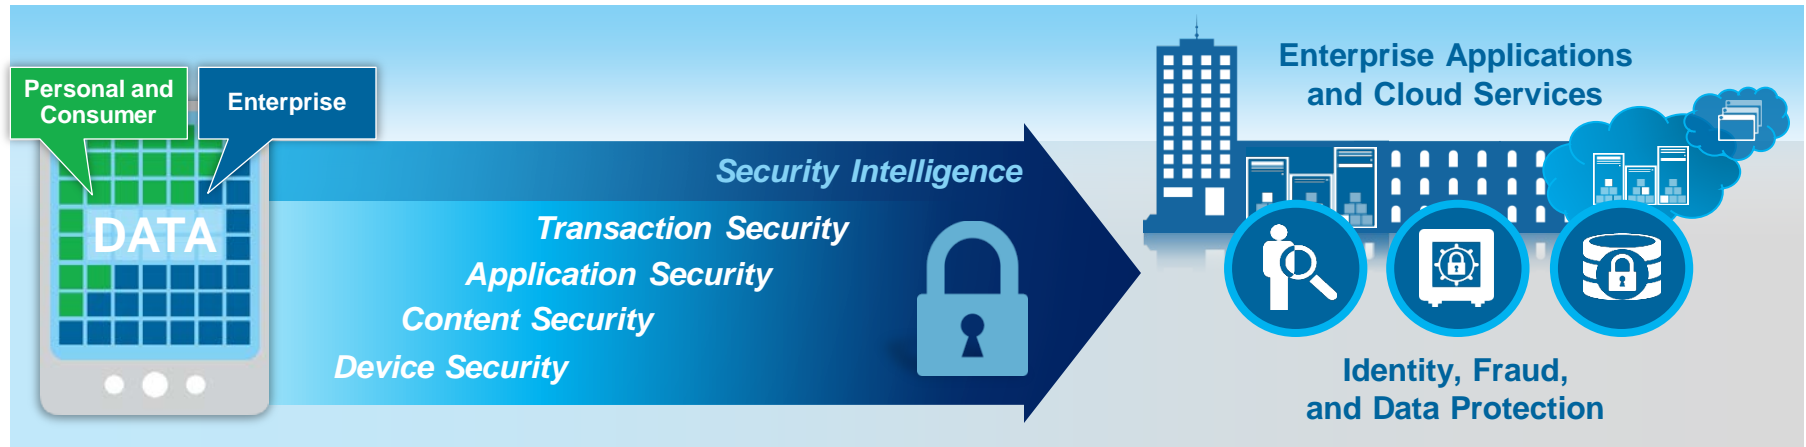 Personal and
Consumer
Enterprise
DATA
Security Intelligence
Transaction Security
Application Security
Content Security
Device Security
Enterprise Applications
and Cloud Services
Identity, Fraud,
and Data Protection